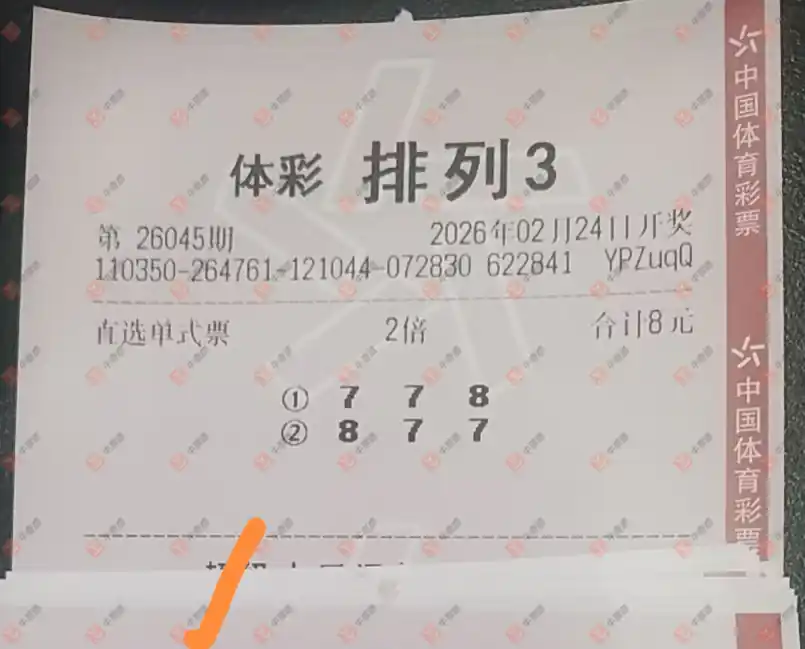 体彩 排列3
第 26045期 2026年02月24日开奖
110350-264761-121044-072830 622841 YPZuqQ
直选单式票 2倍 合计8元
① 7 7 8
② 8 7 7
中国体育彩票
中国体育彩票